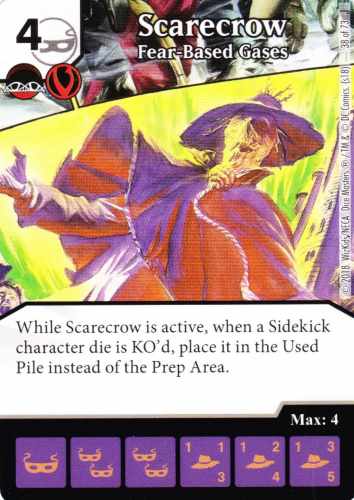 4
Scarecrow
Fear-Based Gases
While Scarecrow is active, when a Sidekick
character die is KO’d, place it in the Used
Pile instead of the Prep Area.
Max: 4
1 1
3
1 2
4
1 3
5
©2018 WizKids/NECA. Dice Masters ® / TM & © DC Comics. (s18) — 38 of 73